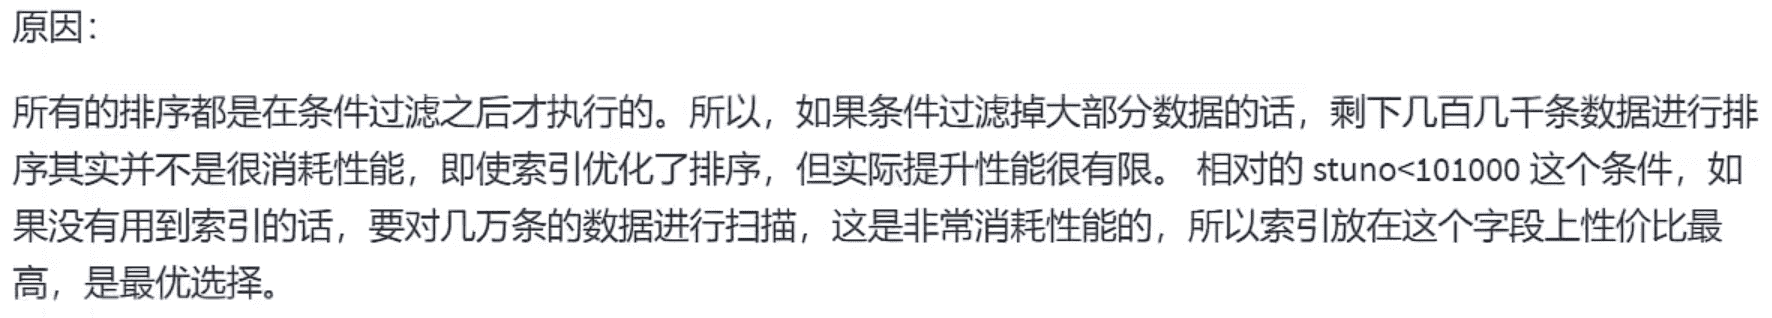 原因：
所有的排序都是在条件过滤之后才执行的。所以，如果条件过滤掉大部分数据的话，剩下几百几千条数据进行排
序其实并不是很消耗性能，即使索引优化了排序，但实际提升性能很有限。 相对的 stuno<101000 这个条件，如
果没有用到索引的话，要对几万条的数据进行扫描，这是非常消耗性能的，所以索引放在这个字段上性价比最
高，是最优选择。